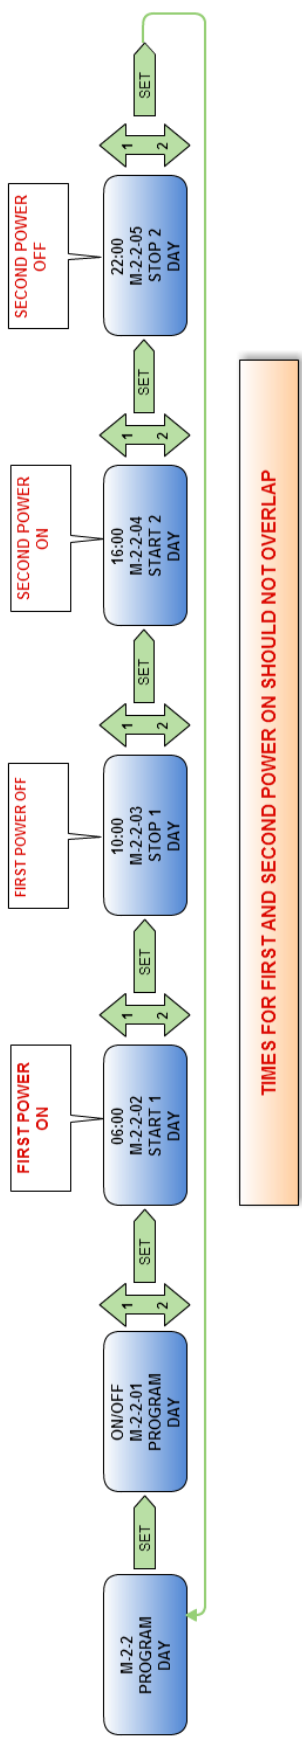 M-2-2
PROGRAM
DAY
SET
ON/OFF
M-2-2-01
PROGRAM
DAY
1
2
SET
FIRST POWER
ON
06:00
M-2-2-02
START 1
DAY
1
2
SET
FIRST POWER OFF
10:00
M-2-2-03
STOP 1
DAY
1
2
SET
SECOND POWER
ON
16:00
M-2-2-04
START 2
DAY
1
2
SET
SECOND POWER
OFF
22:00
M-2-2-05
STOP 2
DAY
1
2
SET
TIMES FOR FIRST AND SECOND POWER ON SHOULD NOT OVERLAP